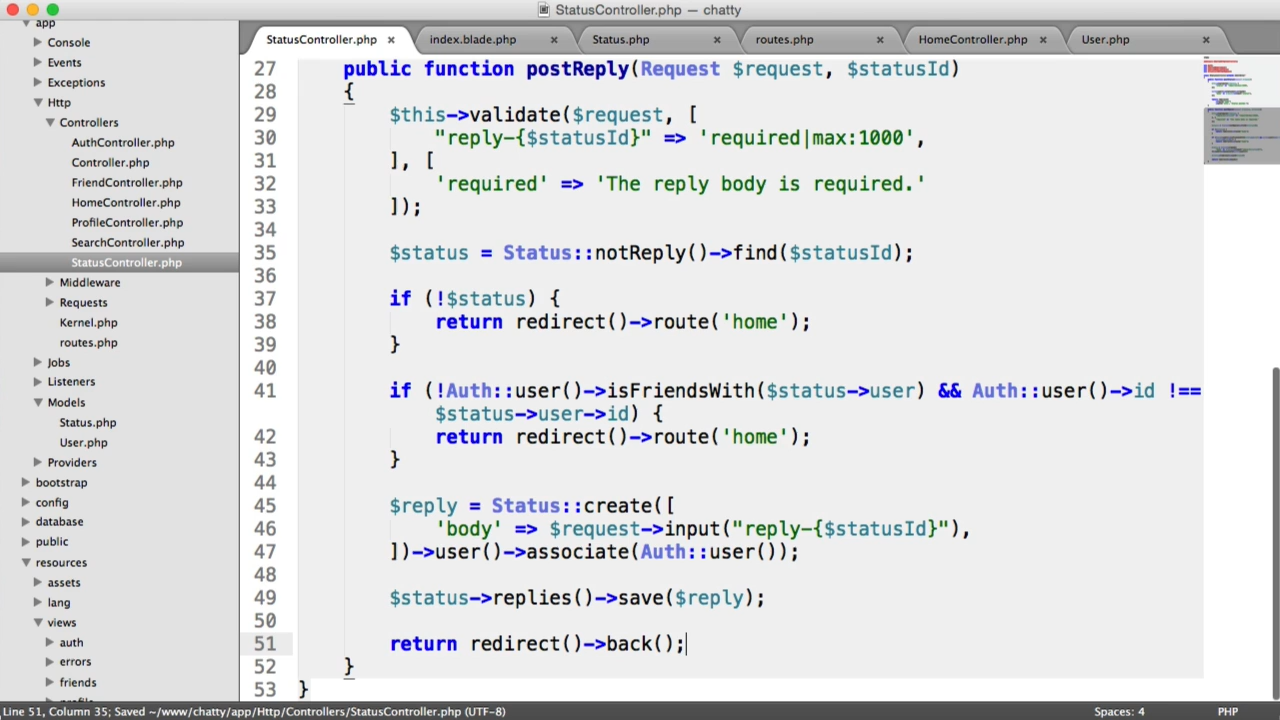 StatusController.php — chatty
app
Console
Events
Exceptions
Http
Controllers
AuthController.php
Controller.php
FriendController.php
HomeController.php
ProfileController.php
SearchController.php
StatusController.php
Middleware
Requests
Kernel.php
routes.php
Jobs
Listeners
Models
Status.php
User.php
Providers
bootstrap
config
database
public
resources
assets
lang
views
auth
errors
friends
StatusController.php × index.blade.php × Status.php × routes.php × HomeController.php × User.php ×
27 public function postReply(Request $request, $statusId)
28 {
29 $this->validate($request, [
30 "reply-{$statusId}" => 'required|max:1000',
31 ], [
32 'required' => 'The reply body is required.'
33 ]);
34
35 $status = Status::notReply()->find($statusId);
36
37 if (!$status) {
38 return redirect()->route('home');
39 }
40
41 if (!Auth::user()->isFriendsWith($status->user) && Auth::user()->id !==
$status->user->id) {
42 return redirect()->route('home');
43 }
44
45 $reply = Status::create([
46 'body' => $request->input("reply-{$statusId}"),
47 ])->user()->associate(Auth::user());
48
49 $status->replies()->save($reply);
50
51 return redirect()->back();
52 }
53 }
Line 51, Column 35; Saved ~/www/chatty/app/Http/Controllers/StatusController.php (UTF-8)
Spaces: 4
PHP